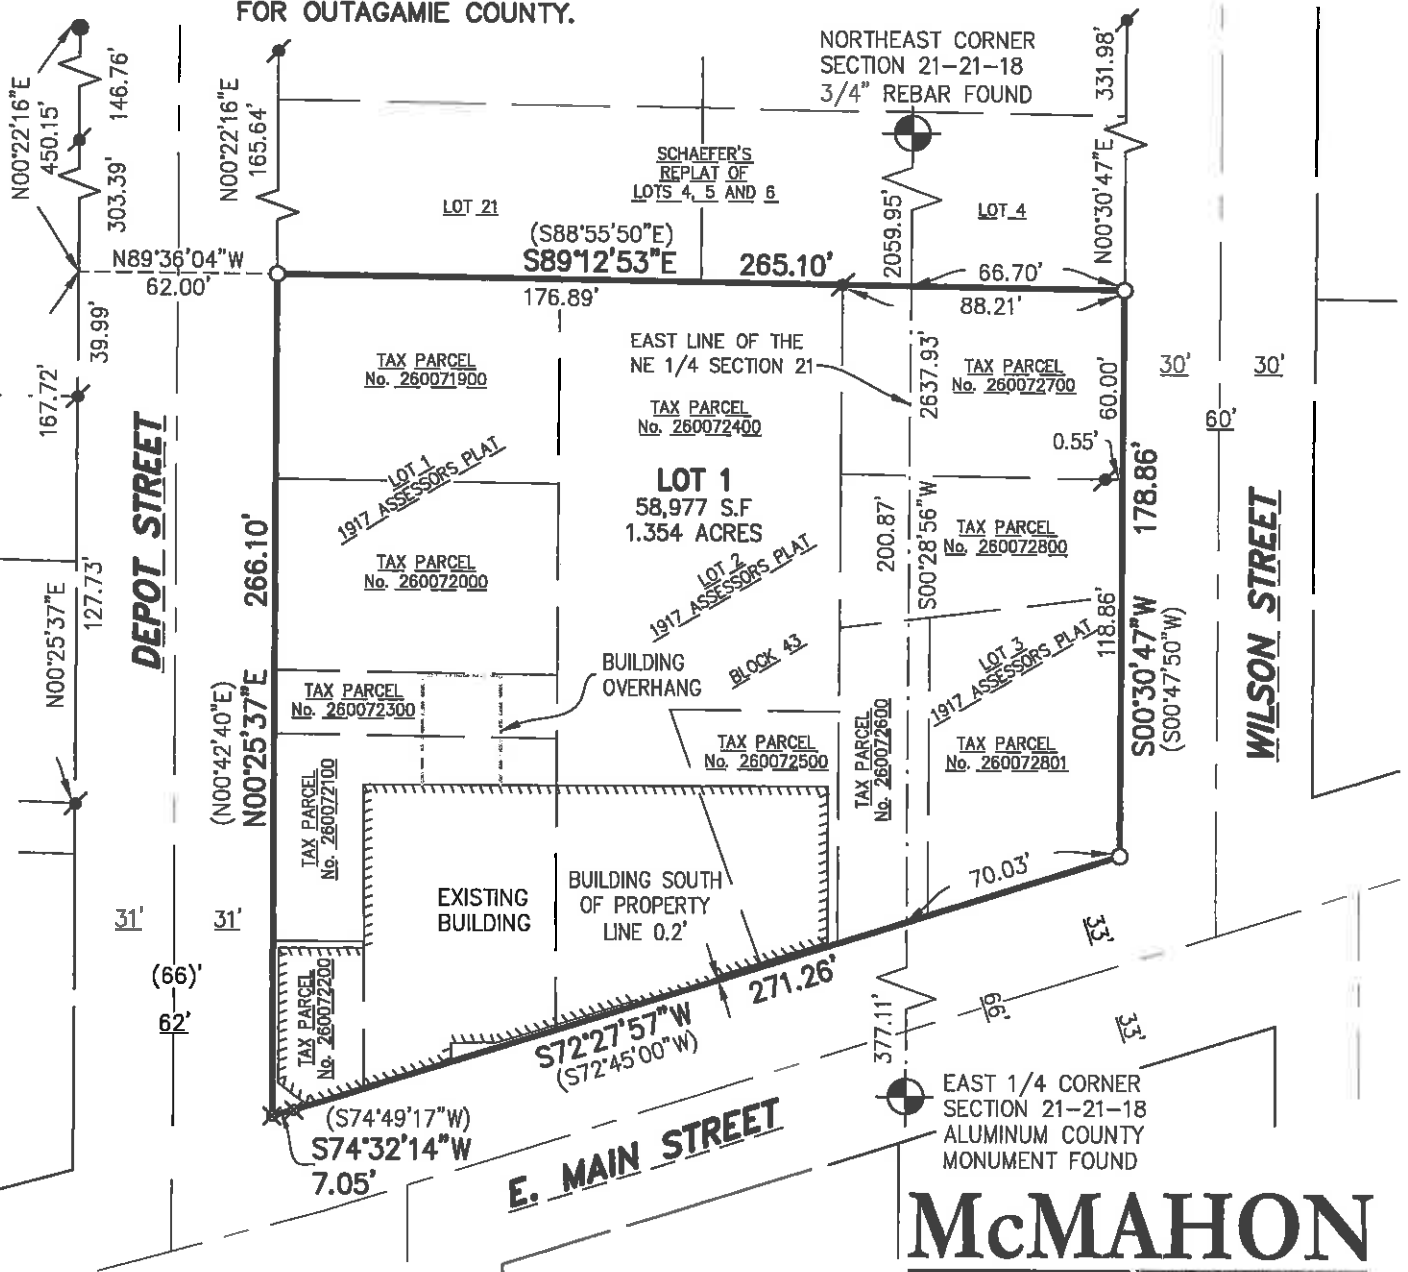 FOR OUTAGAMIE COUNTY.
NORTHEAST CORNER
SECTION 21-21-18
3/4" REBAR FOUND
N00°22'16"E
450.15'
146.76'
303.39'
N00°22'16"E
165.64'
331.98'
N00°30'47"E
SCHAEFER'S
REPLAT OF
LOTS 4, 5 AND 6
LOT 21
LOT 4
2059.95'
N89°36'04"W
62.00'
(S88°55'50"E)
S89°12'53"E
265.10'
176.89'
66.70'
88.21'
39.99'
167.72'
127.73'
N00°25'37"E
DEPOT STREET
EAST LINE OF THE
NE 1/4 SECTION 21
2637.93'
TAX PARCEL
No. 260071900
TAX PARCEL
No. 260072400
TAX PARCEL
No. 260072700
60.00'
0.55'
30'
30'
60'
LOT 1
1917 ASSESSORS PLAT
LOT 1
58,977 S.F
1.354 ACRES
266.10'
178.86'
TAX PARCEL
No. 260072000
LOT 2
1917 ASSESSORS PLAT
200.87'
S00°28'56"W
TAX PARCEL
No. 260072800
WILSON STREET
118.86'
S00°30'47"W
(S00°47'50"W)
BLOCK 43
LOT 3
1917 ASSESSORS PLAT
BUILDING
OVERHANG
(N00°42'40"E)
N00°25'37"E
TAX PARCEL
No. 260072300
TAX PARCEL
No. 260072500
TAX PARCEL
No. 260072600
TAX PARCEL
No. 260072801
TAX PARCEL
No. 260072100
EXISTING
BUILDING
BUILDING SOUTH
OF PROPERTY
LINE 0.2'
70.03'
31'
31'
(66)'
62'
TAX PARCEL
No. 260072200
271.26'
S72°27'57"W
(S72°45'00"W)
33'
66'
33'
377.11'
(S74°49'17"W)
S74°32'14"W
7.05'
E. MAIN STREET
EAST 1/4 CORNER
SECTION 21-21-18
ALUMINUM COUNTY
MONUMENT FOUND
McMAHON